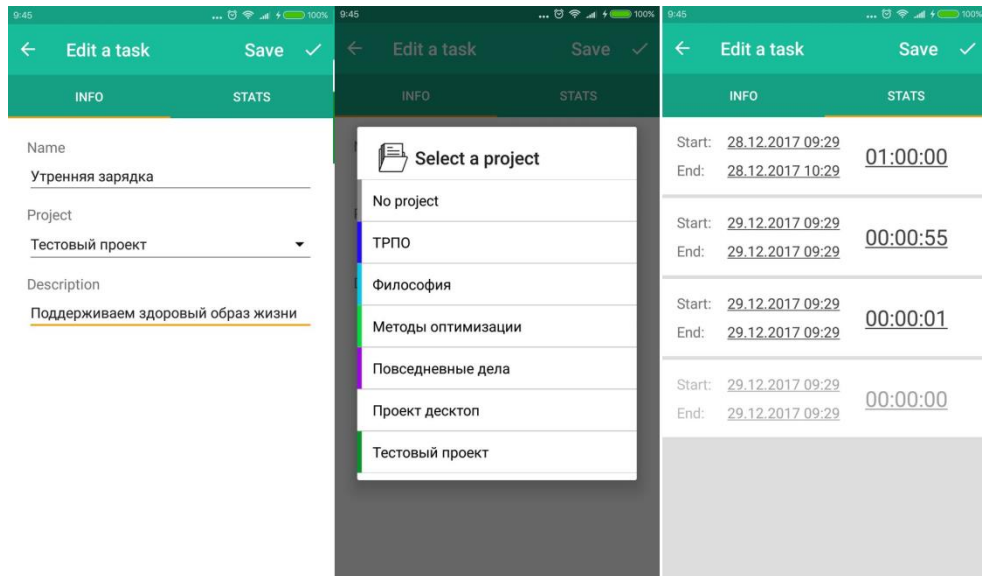 9:45 ... 100%
Edit a task Save
INFO STATS
Name
Утренняя зарядка
Project
Тестовый проект
Description
Поддерживаем здоровый образ жизни
9:45 ... 100%
Edit a task Save
INFO STATS
Select a project
No project
ТРПО
Философия
Методы оптимизации
Повседневные дела
Проект десктоп
Тестовый проект
9:45 ... 100%
Edit a task Save
INFO STATS
Start: 28.12.2017 09:29
End: 28.12.2017 10:29
01:00:00
Start: 29.12.2017 09:29
End: 29.12.2017 09:29
00:00:55
Start: 29.12.2017 09:29
End: 29.12.2017 09:29
00:00:01
Start: 29.12.2017 09:29
End: 29.12.2017 09:29
00:00:00